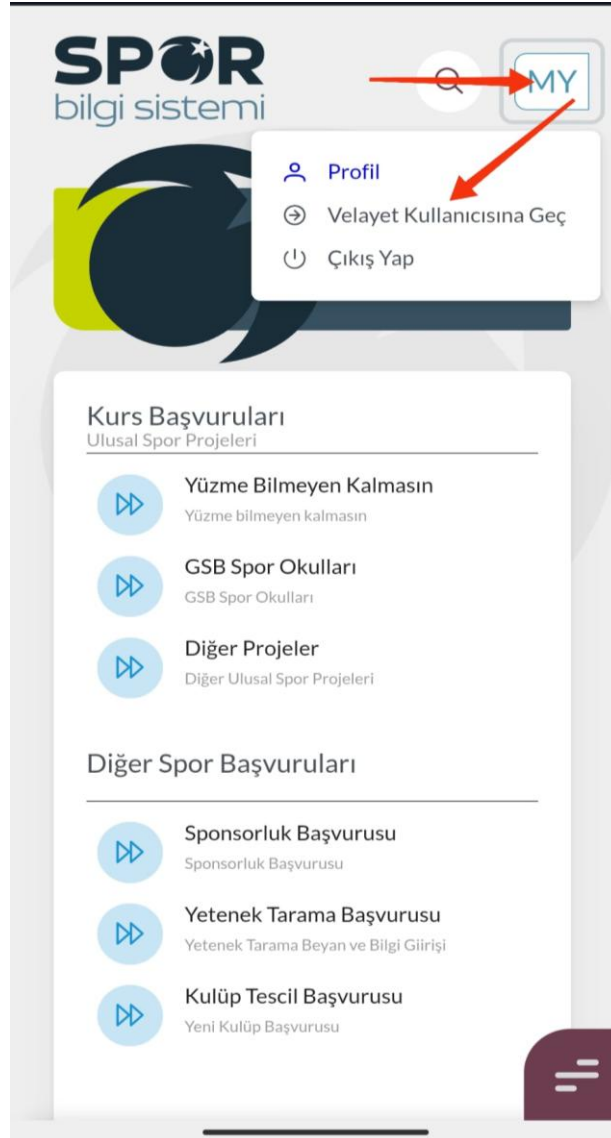 SPOR
bilgi sistemi
MY
Profil
Velayet Kullanıcısına Geç
Çıkış Yap
Kurs Başvuruları
Ulusal Spor Projeleri
Yüzme Bilmeyen Kalmasın
Yüzme bilmeyen kalmasın
GSB Spor Okulları
GSB Spor Okulları
Diğer Projeler
Diğer Ulusal Spor Projeleri
Diğer Spor Başvuruları
Sponsorluk Başvurusu
Sponsorluk Başvurusu
Yetenek Tarama Başvurusu
Yetenek Tarama Beyan ve Bilgi Giirişi
Kulüp Tescil Başvurusu
Yeni Kulüp Başvurusu